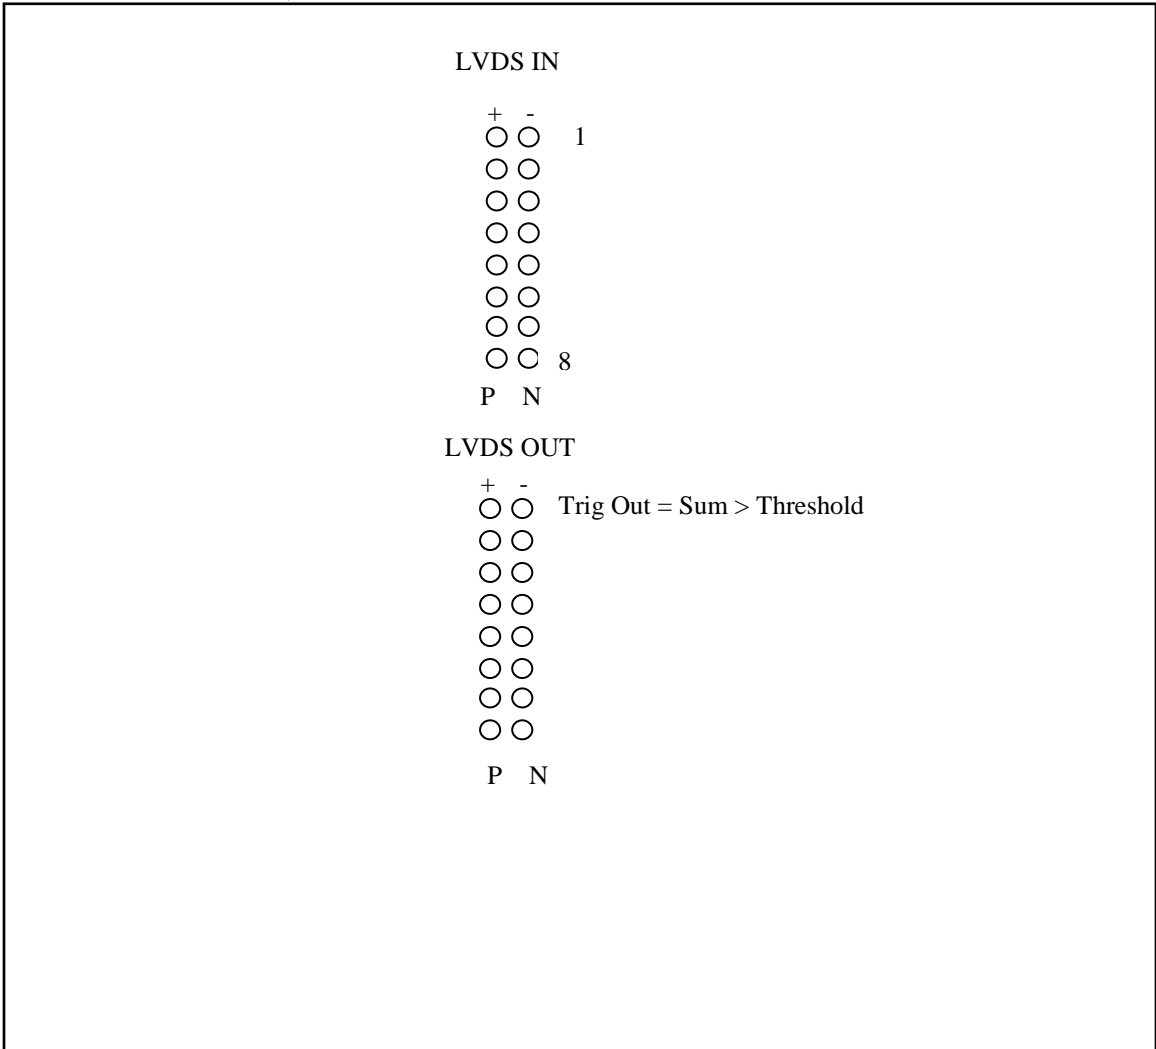 LVDS IN
+ -
1
8
P N
LVDS OUT
+ -
Trig Out = Sum > Threshold
P N